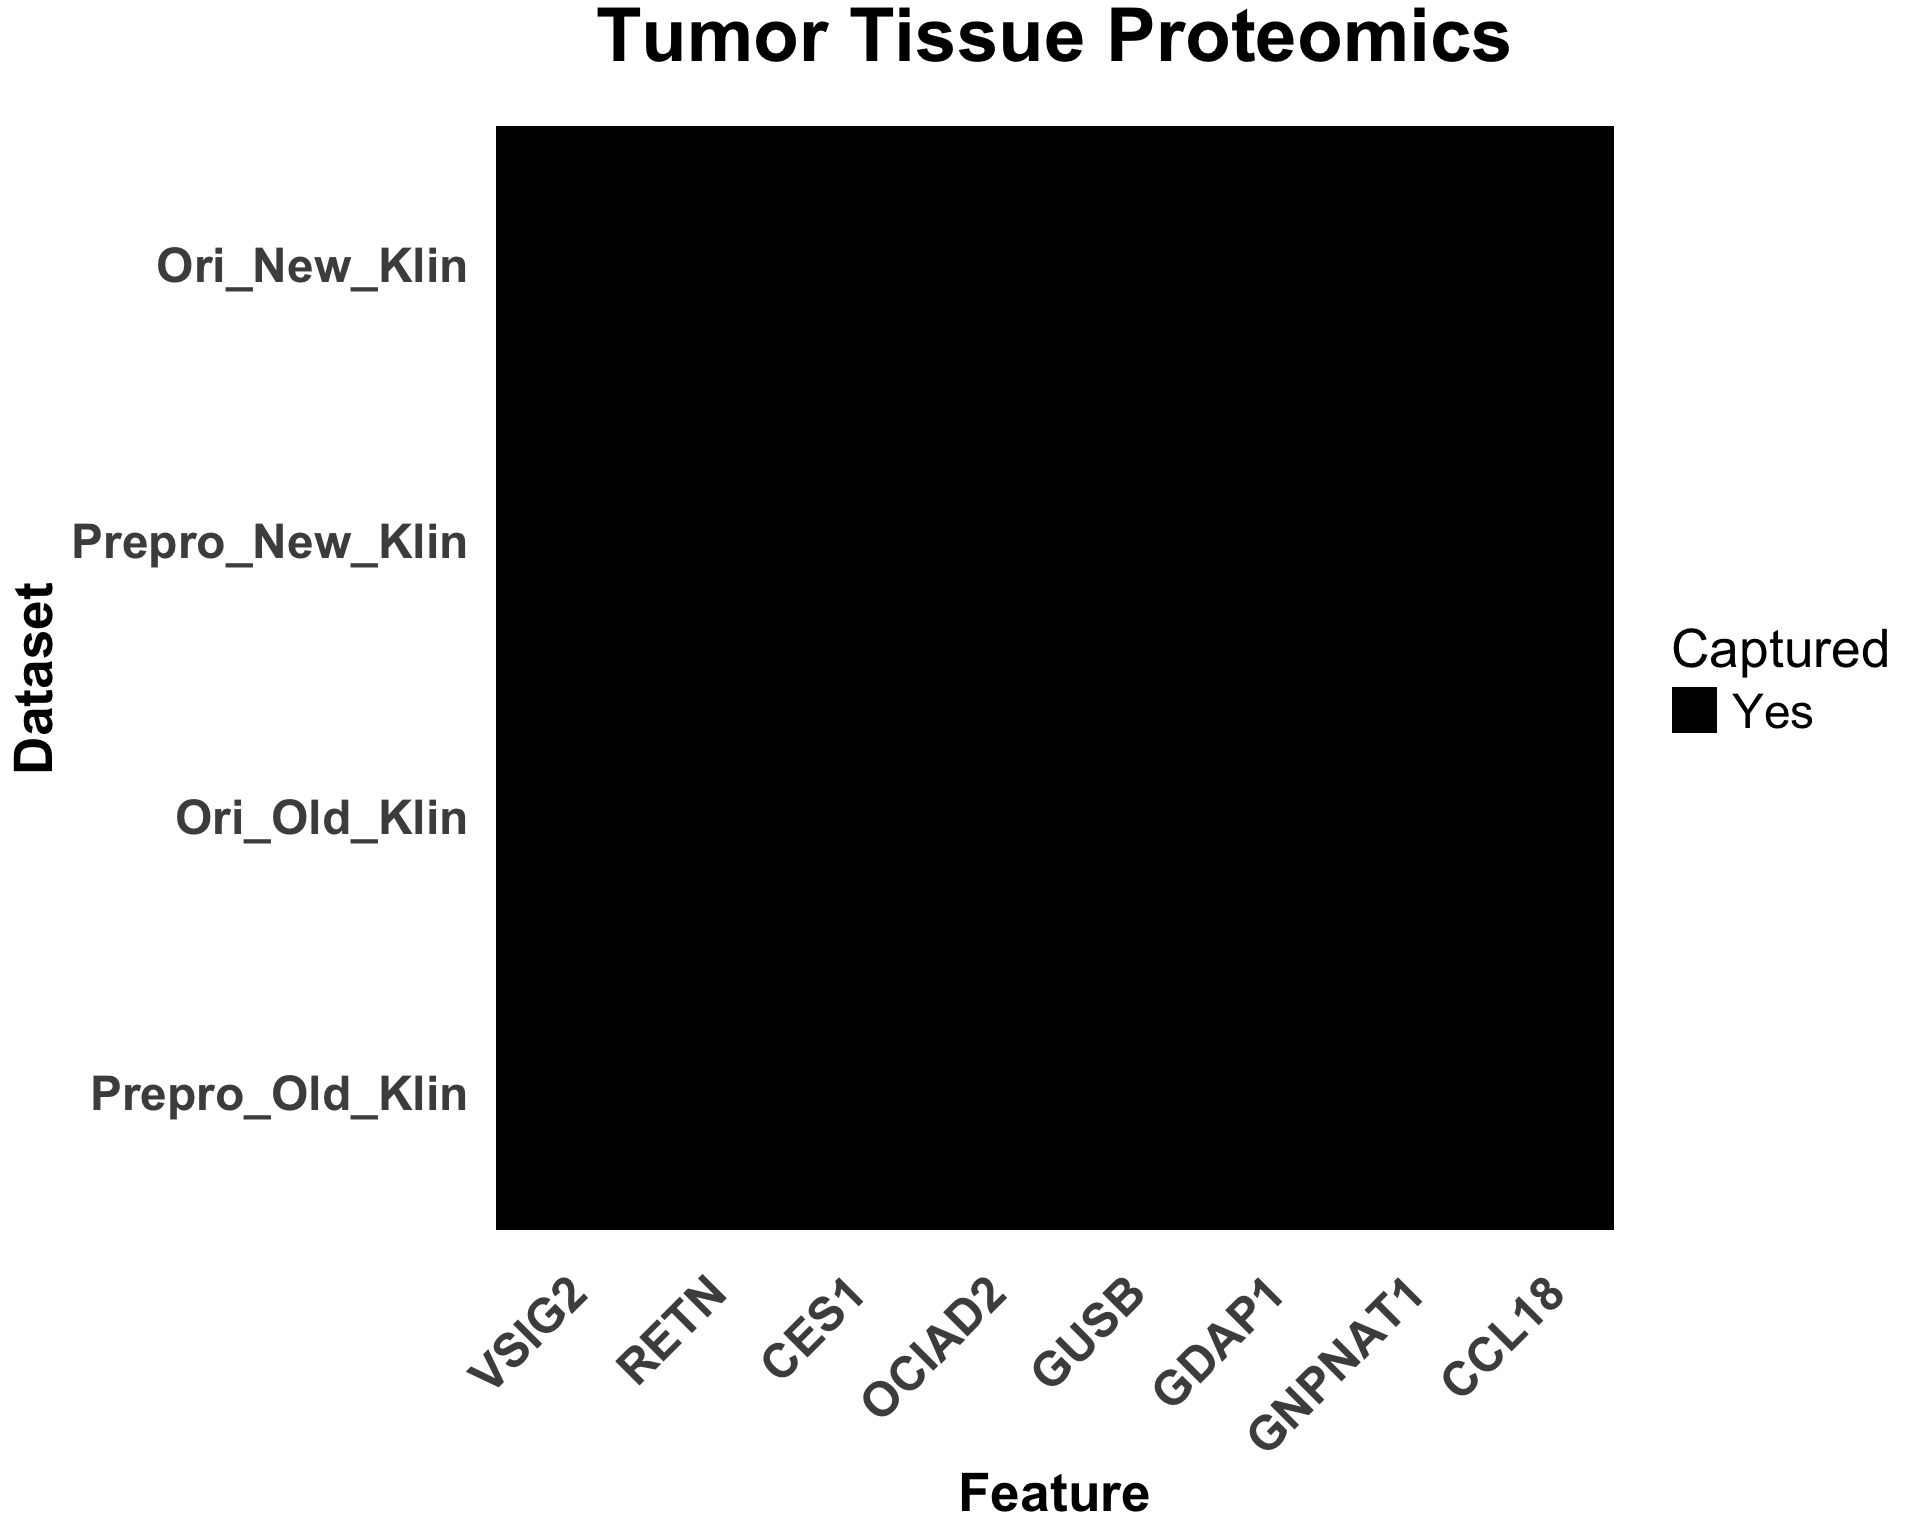 Tumor Tissue Proteomics
Dataset
Ori_New_Klin
Prepro_New_Klin
Ori_Old_Klin
Prepro_Old_Klin
Captured
Yes
VSIG2
RETN
CES1
OCIAD2
GUSB
GDAP1
GNPNAT1
CCL18
Feature